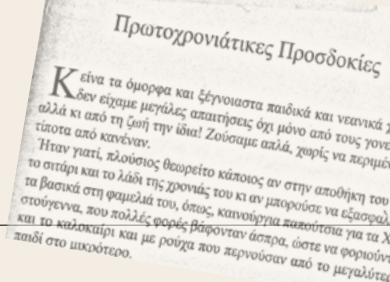 Πρωτοχρονιάτικες Προσδοκίες
Κείνα τα όμορφα και ξέγνοιαστα παιδικά και νεανικά
δεν είχαμε μεγάλες απαιτήσεις όχι μόνο από τους γονε
αλλά κι από τη ζωή την ίδια! Ζούσαμε απλά, χωρίς να περιμέ
τίποτα από κανέναν.
Ήταν γιατί, πλούσιος θεωρείτο κάποιος αν στην αποθήκη του
το σιτάρι και το λάδι της χρονιάς του κι αν μπορούσε να εξασφαλ
τα βασικά στη φαμελιά του, όπως, καινούργια παπούτσια για τα Χ
στούγεννα, που πολλές φορές βάφονταν άσπρα, ώστε να φοριούντ
και το καλοκαίρι και με ρούχα που περνούσαν από το μεγαλύτε
παιδί στο μικρότερο.